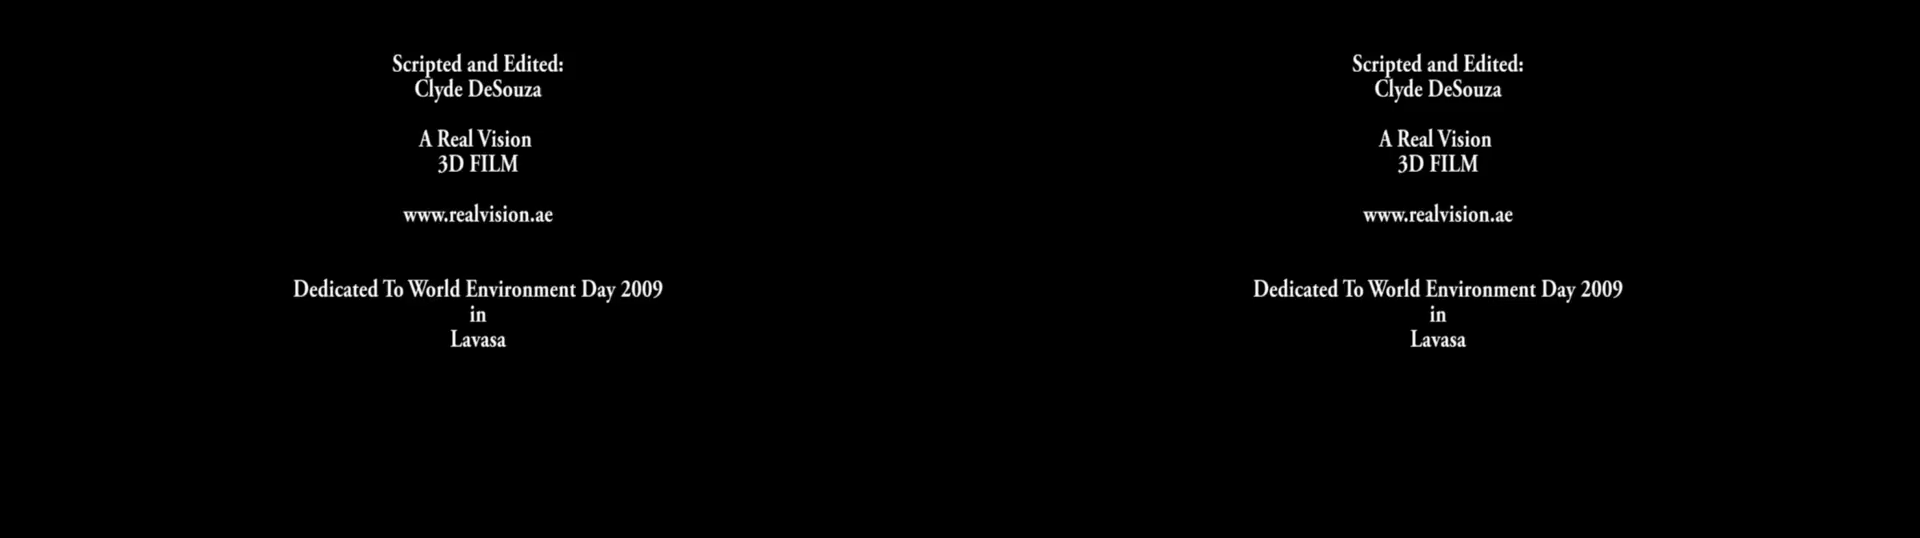 Scripted and Edited:
Clyde DeSouza
A Real Vision
3D FILM
www.realvision.ae
Dedicated To World Environment Day 2009
in
Lavasa
Scripted and Edited:
Clyde DeSouza
A Real Vision
3D FILM
www.realvision.ae
Dedicated To World Environment Day 2009
in
Lavasa